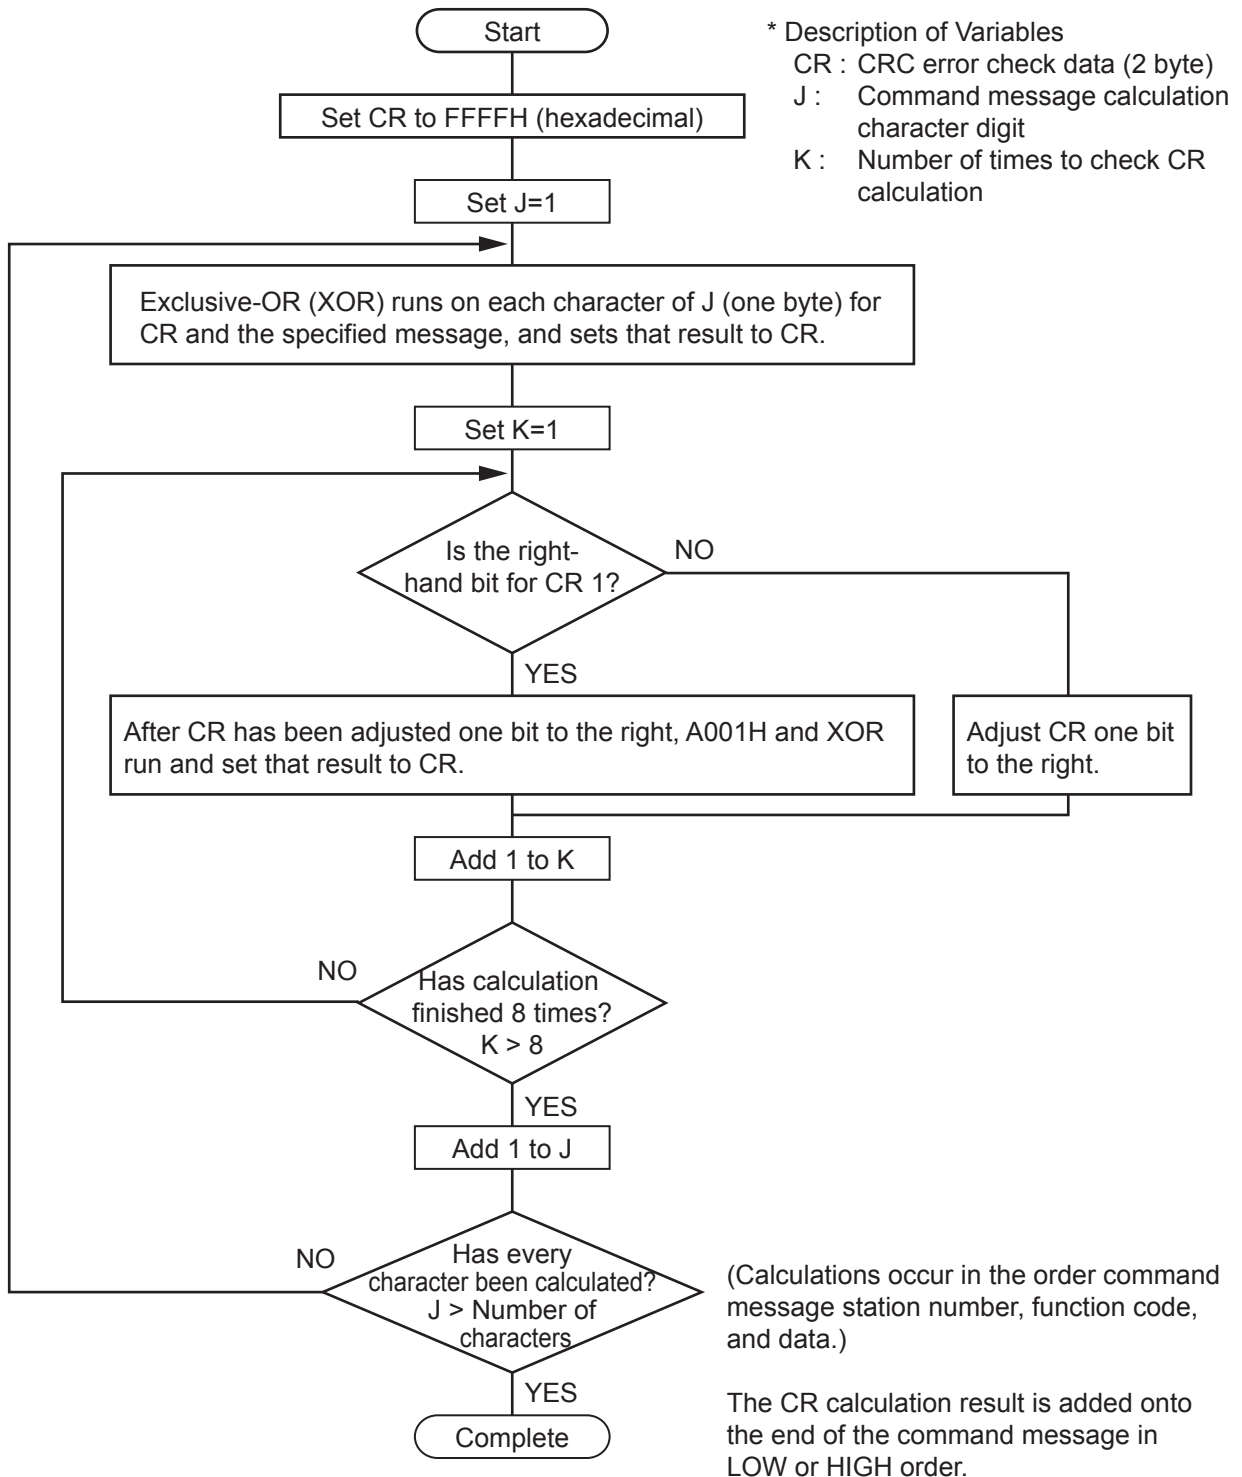 Start
* Description of Variables
CR : CRC error check data (2 byte)
J : Command message calculation
character digit
K : Number of times to check CR
calculation
Set CR to FFFFH (hexadecimal)
Set J=1
Exclusive-OR (XOR) runs on each character of J (one byte) for
CR and the specified message, and sets that result to CR.
Set K=1
Is the right-
hand bit for CR 1?
NO
YES
After CR has been adjusted one bit to the right, A001H and XOR
run and set that result to CR.
Adjust CR one bit
to the right.
Add 1 to K
NO
Has calculation
finished 8 times?
K > 8
YES
Add 1 to J
NO
Has every
character been calculated?
J > Number of
characters
YES
Complete
(Calculations occur in the order command
message station number, function code,
and data.)
The CR calculation result is added onto
the end of the command message in
LOW or HIGH order.